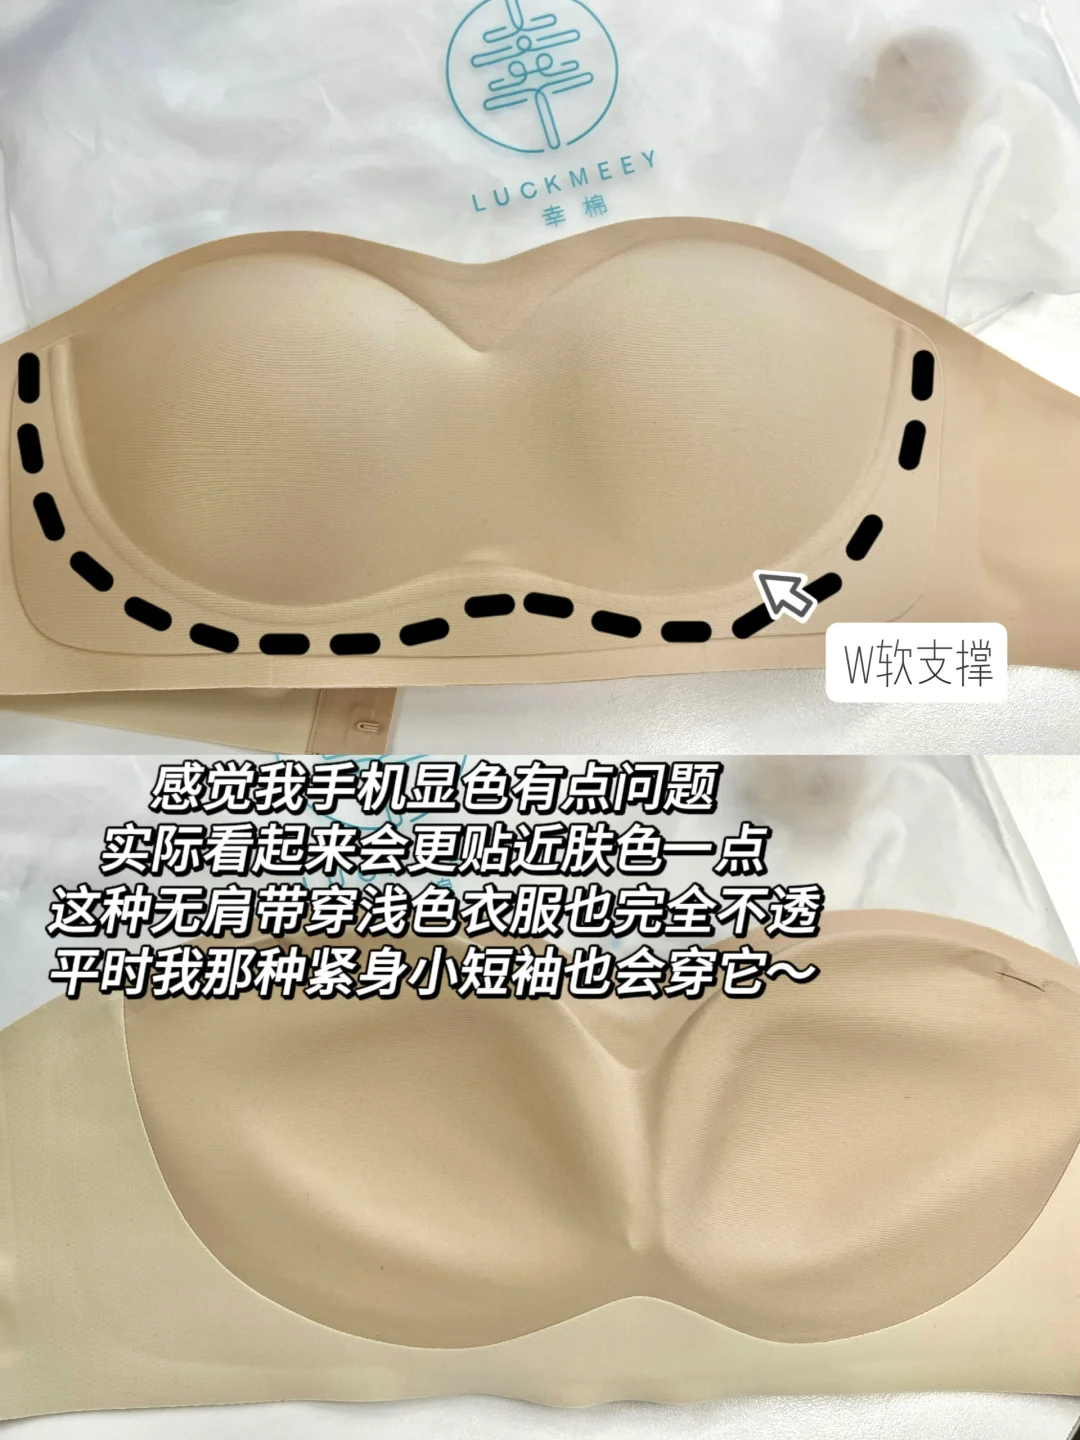 LUCKMEEY
幸棉
W软支撑
感觉我手机显色有点问题
实际看起来会更贴近肤色一点
这种无肩带穿浅色衣服也完全不透
平时我那种紧身小短袖也会穿它~